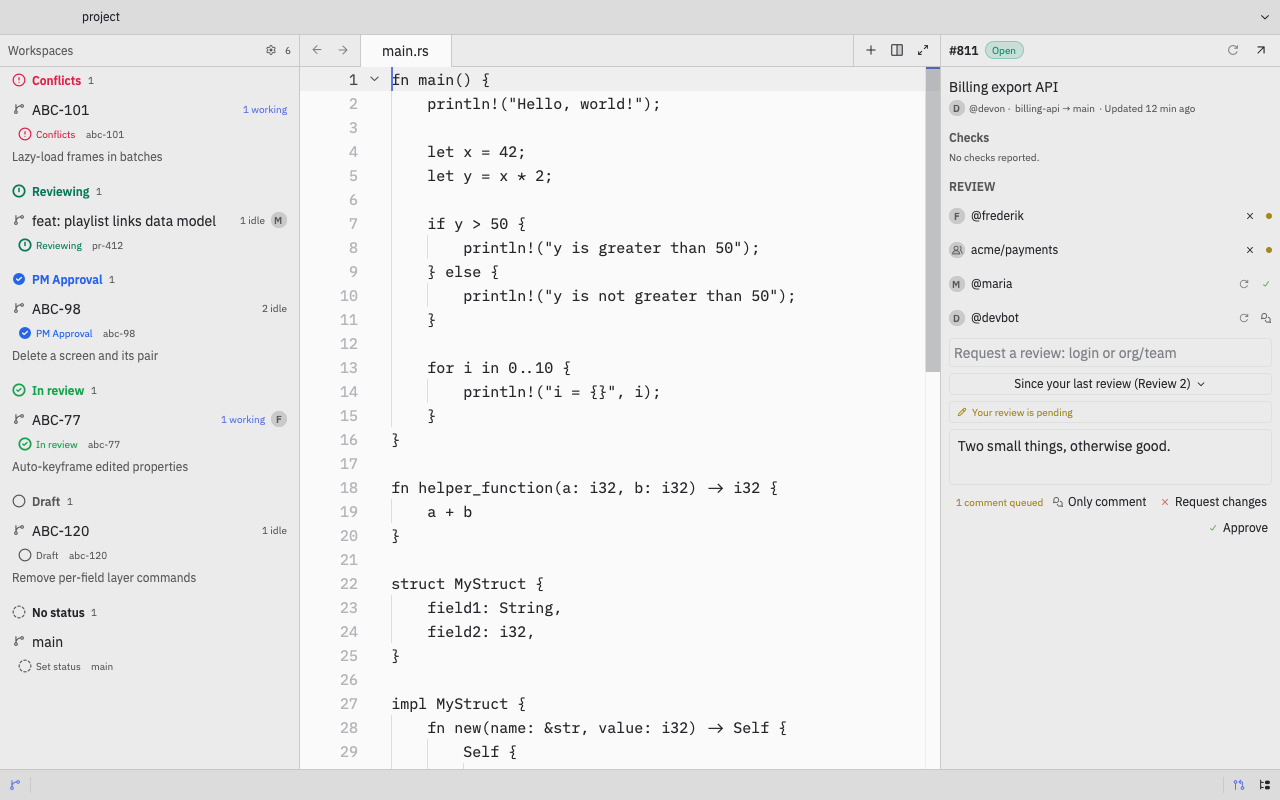 project
Workspaces 6
Conflicts 1
ABC-101 1 working
Conflicts abc-101
Lazy-load frames in batches
Reviewing 1
feat: playlist links data model 1 idle M
Reviewing pr-412
PM Approval 1
ABC-98 2 idle
PM Approval abc-98
Delete a screen and its pair
In review 1
ABC-77 1 working F
In review abc-77
Auto-keyframe edited properties
Draft 1
ABC-120 1 idle
Draft abc-120
Remove per-field layer commands
No status 1
main
Set status main
main.rs
1 fn main() {
2 println!("Hello, world!");
3
4 let x = 42;
5 let y = x * 2;
6
7 if y > 50 {
8 println!("y is greater than 50");
9 } else {
10 println!("y is not greater than 50");
11 }
12
13 for i in 0..10 {
14 println!("i = {}", i);
15 }
16 }
17
18 fn helper_function(a: i32, b: i32) -> i32 {
19 a + b
20 }
21
22 struct MyStruct {
23 field1: String,
24 field2: i32,
25 }
26
27 impl MyStruct {
28 fn new(name: &str, value: i32) -> Self {
29 Self {
#811 Open
Billing export API
D @devon · billing-api → main · Updated 12 min ago
Checks
No checks reported.
REVIEW
F @frederik
acme/payments
M @maria
D @devbot
Request a review: login or org/team
Since your last review (Review 2)
Your review is pending
Two small things, otherwise good.
1 comment queued Only comment Request changes
Approve